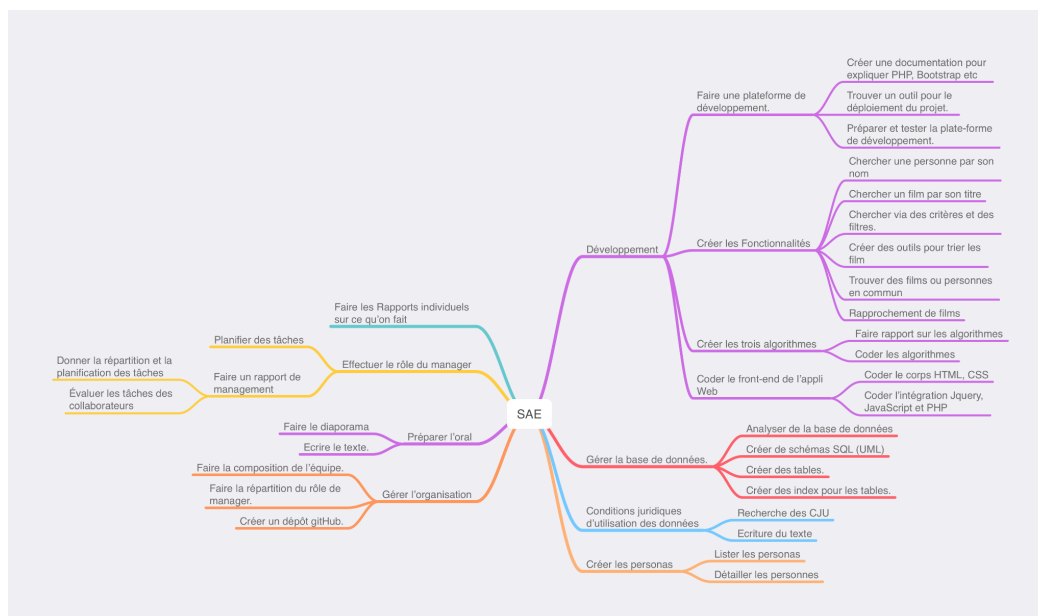 SAE
Développement
Faire une plateforme de
développement.
Créer une documentation pour
expliquer PHP, Bootstrap etc
Trouver un outil pour le
déploiement du projet.
Préparer et tester la plate-forme
de développement.
Créer les Fonctionnalités
Chercher une personne par son
nom
Chercher un film par son titre
Chercher via des critères et des
filtres.
Créer des outils pour trier les
film
Trouver des films ou personnes
en commun
Rapprochement de films
Créer les trois algorithmes
Faire rapport sur les algorithmes
Coder les algorithmes
Coder le front-end de l'appli
Web
Coder le corps HTML, CSS
Coder l'intégration Jquery,
JavaScript et PHP
Gérer la base de données.
Analyser de la base de données
Créer de schémas SQL (UML)
Créer des tables.
Créer des index pour les tables.
Conditions juridiques
d'utilisation des données
Recherche des CJU
Ecriture du texte
Créer les personas
Lister les personas
Détailler les personnes
Faire les Rapports individuels
sur ce qu'on fait
Effectuer le rôle du manager
Planifier des tâches
Faire un rapport de
management
Donner la répartition et la
planification des tâches
Évaluer les tâches des
collaborateurs
Préparer l'oral
Faire le diaporama
Ecrire le texte.
Gérer l'organisation
Faire la composition de l'équipe.
Faire la répartition du rôle de
manager.
Créer un dépôt gitHub.